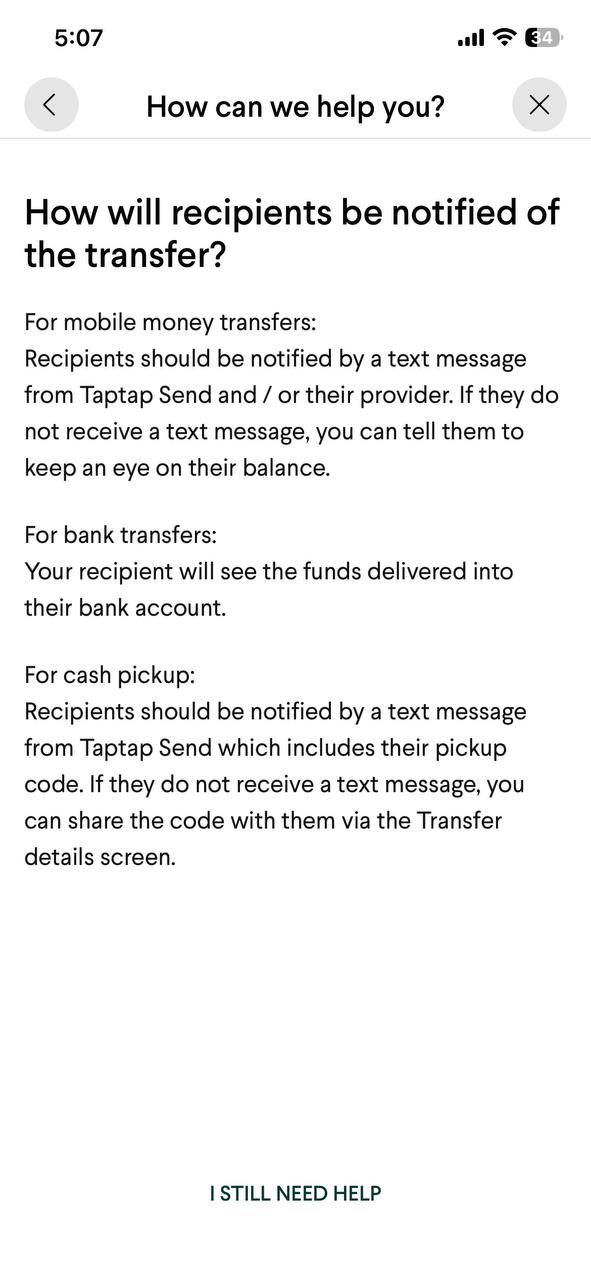 5:07
34
How can we help you?
How will recipients be notified of
the transfer?
For mobile money transfers:
Recipients should be notified by a text message
from Taptap Send and / or their provider. If they do
not receive a text message, you can tell them to
keep an eye on their balance.
For bank transfers:
Your recipient will see the funds delivered into
their bank account.
For cash pickup:
Recipients should be notified by a text message
from Taptap Send which includes their pickup
code. If they do not receive a text message, you
can share the code with them via the Transfer
details screen.
I STILL NEED HELP